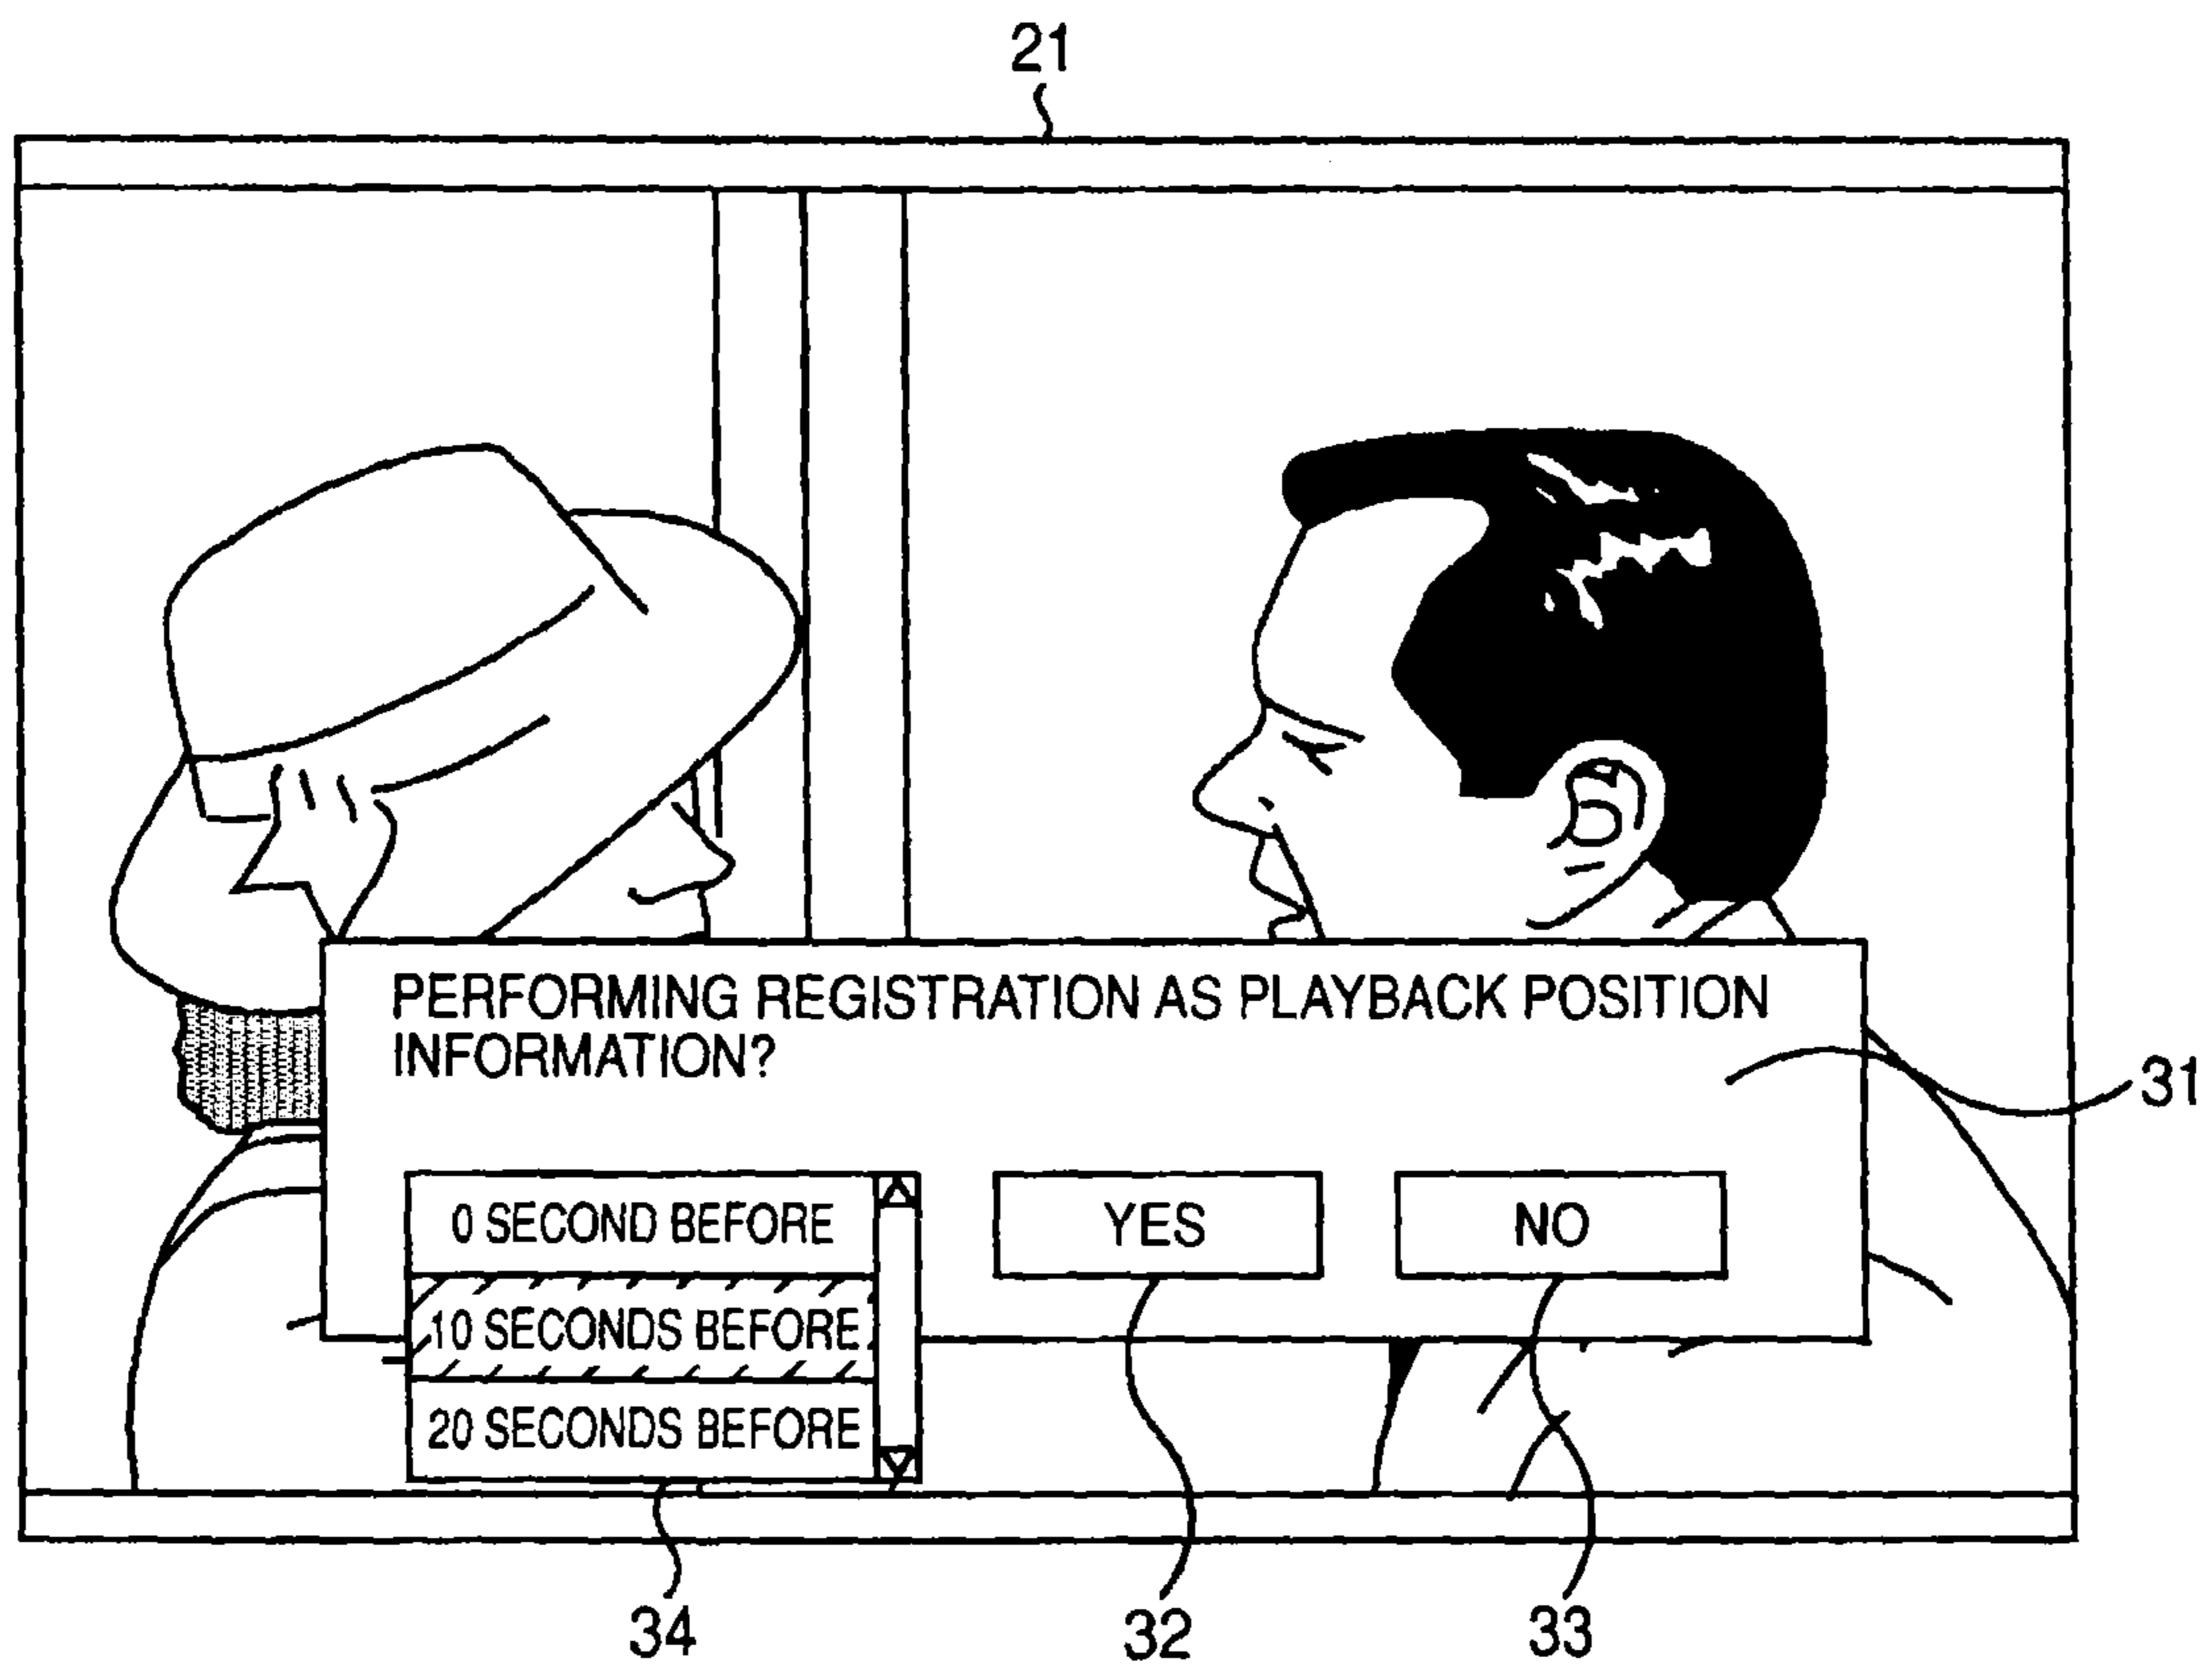 21
PERFORMING REGISTRATION AS PLAYBACK POSITION
INFORMATION?
31
0 SECOND BEFORE
YES
NO
10 SECONDS BEFORE
20 SECONDS BEFORE
34
32
33